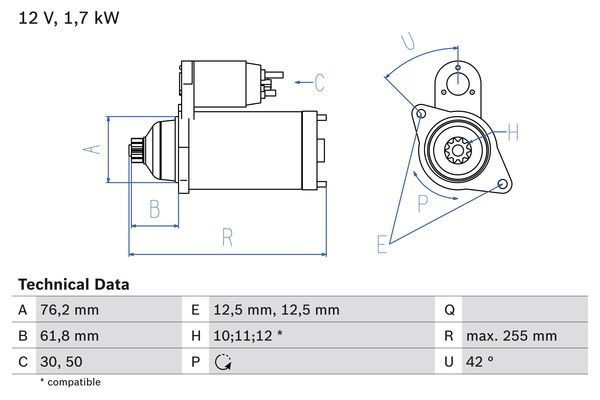 12 V, 1,7 kW
U
C
A
H
B
P
R
E
Technical Data
A 76,2 mm E 12,5 mm, 12,5 mm Q
B 61,8 mm H 10;11;12 * R max. 255 mm
C 30, 50 P U 42 º
* compatible